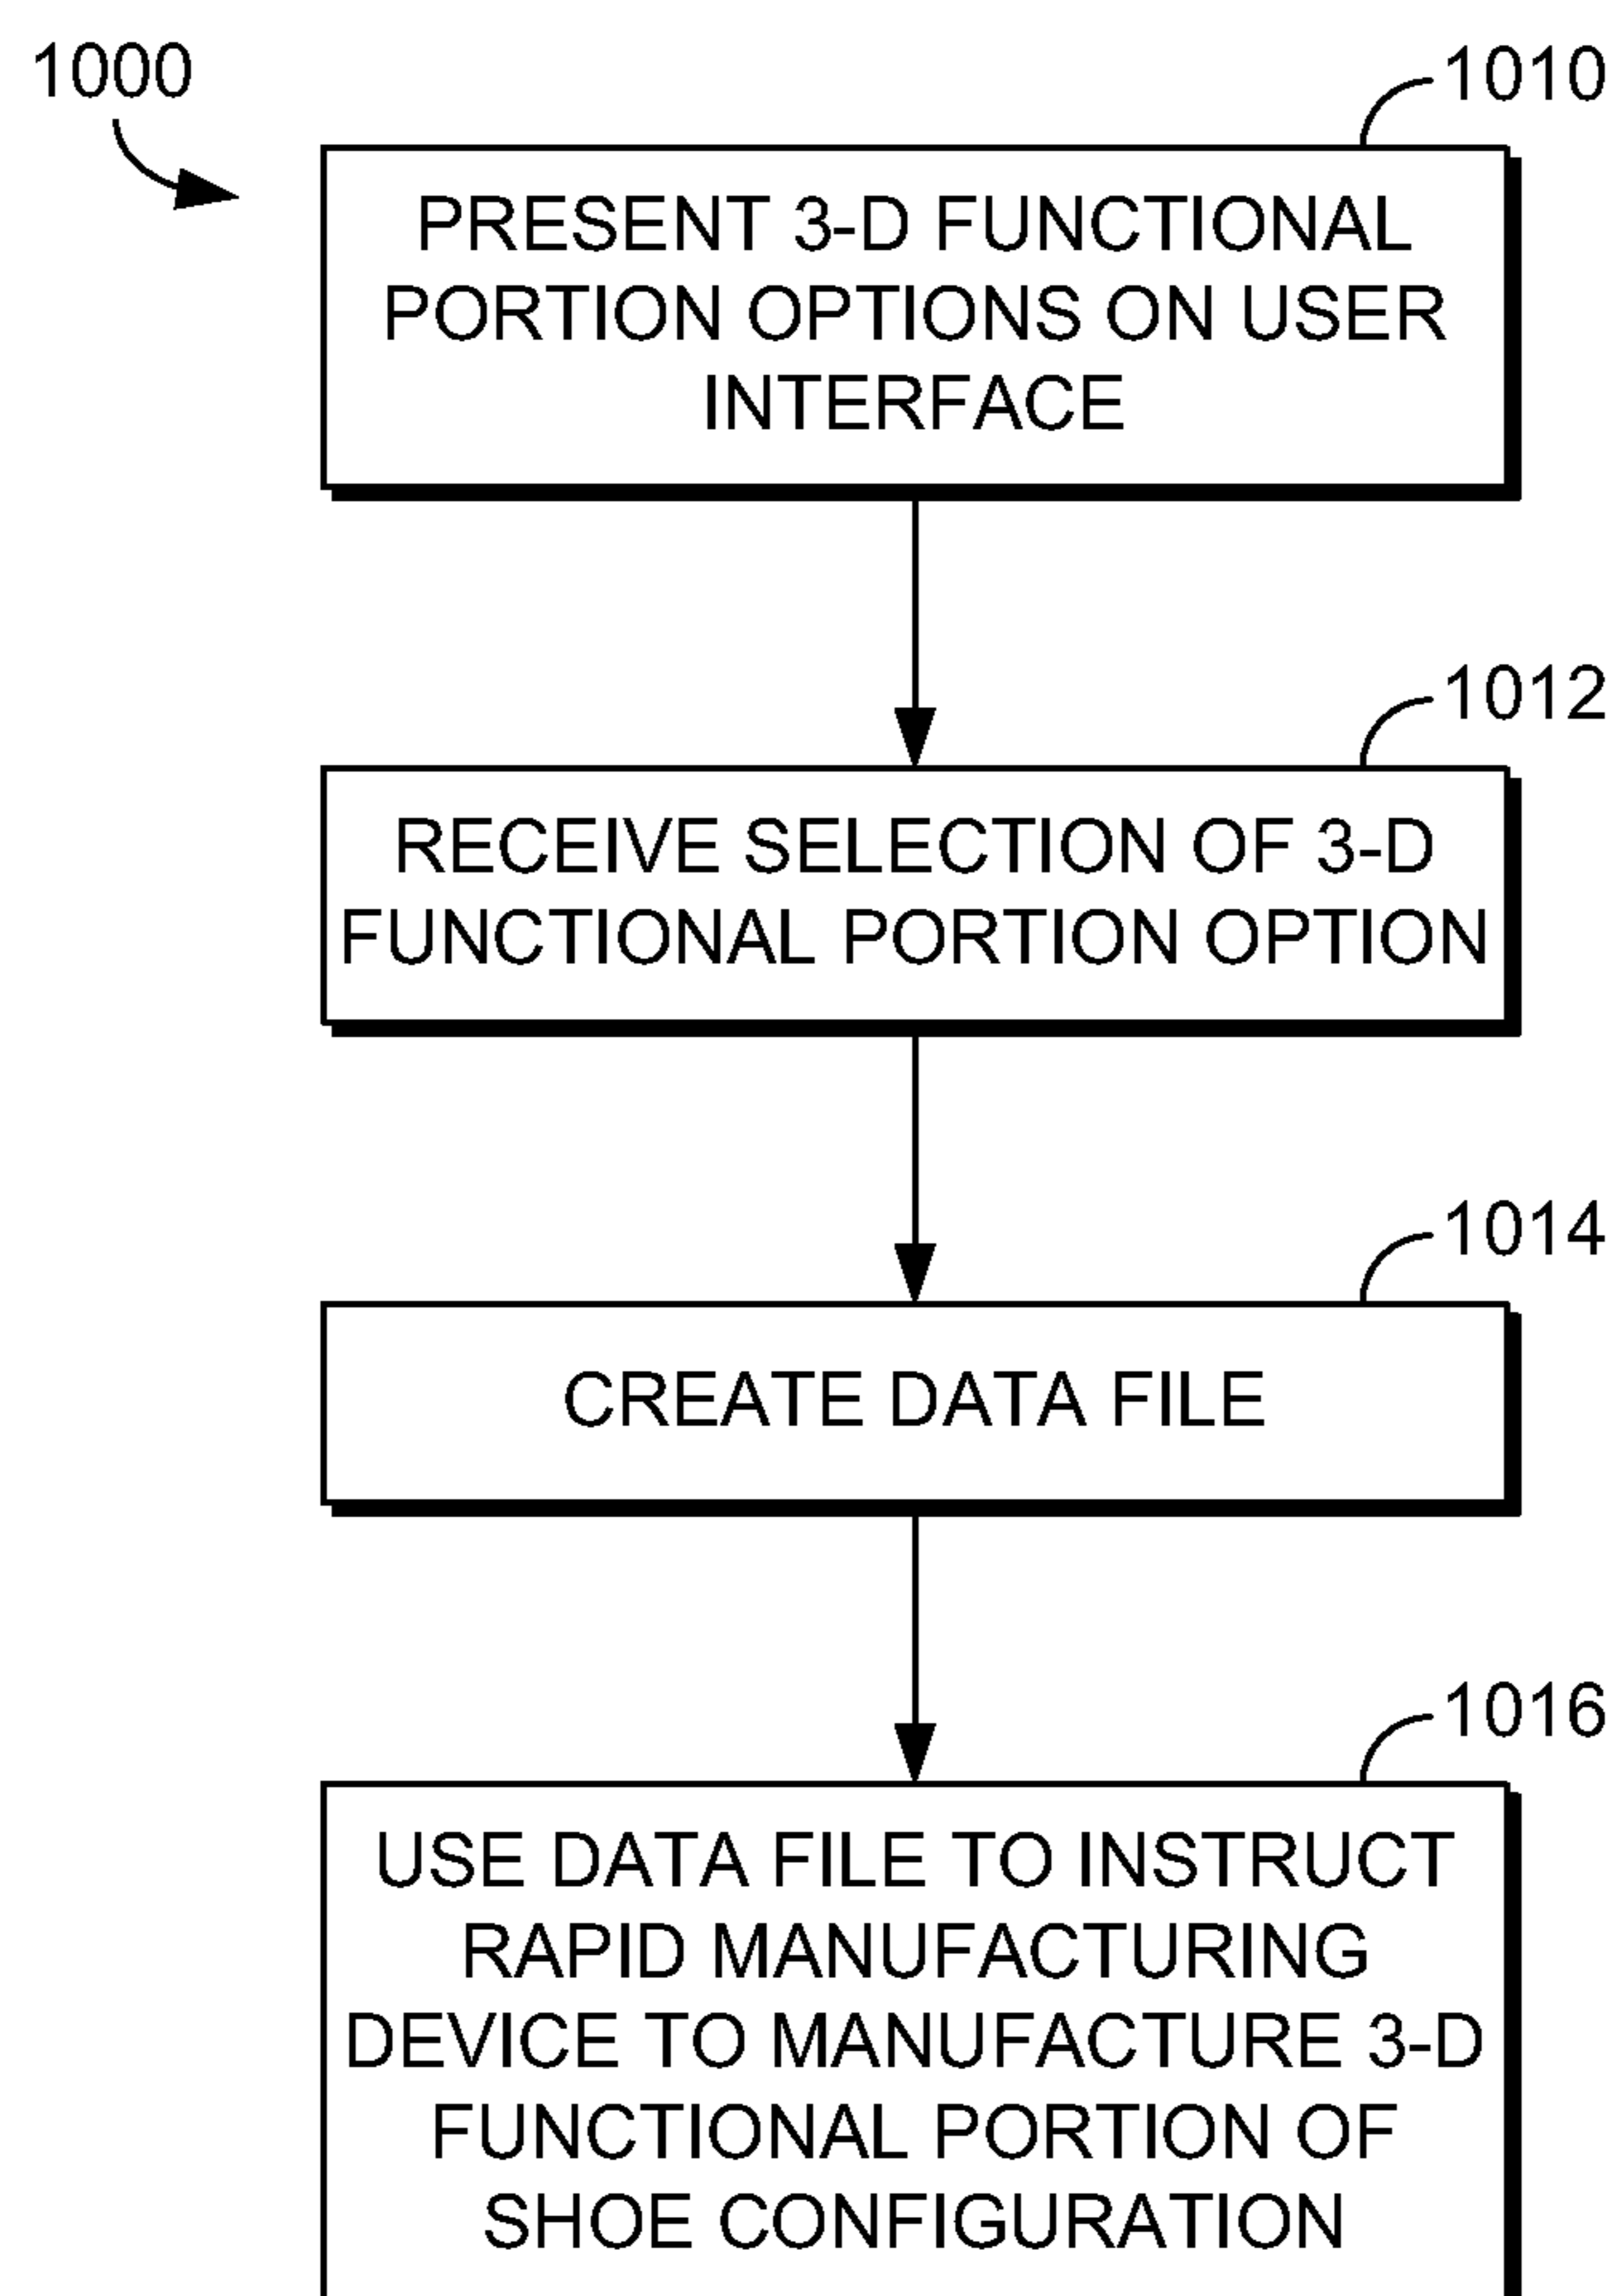 1000
1010
PRESENT 3-D FUNCTIONAL
PORTION OPTIONS ON USER
INTERFACE
1012
RECEIVE SELECTION OF 3-D
FUNCTIONAL PORTION OPTION
1014
CREATE DATA FILE
1016
USE DATA FILE TO INSTRUCT
RAPID MANUFACTURING
DEVICE TO MANUFACTURE 3-D
FUNCTIONAL PORTION OF
SHOE CONFIGURATION